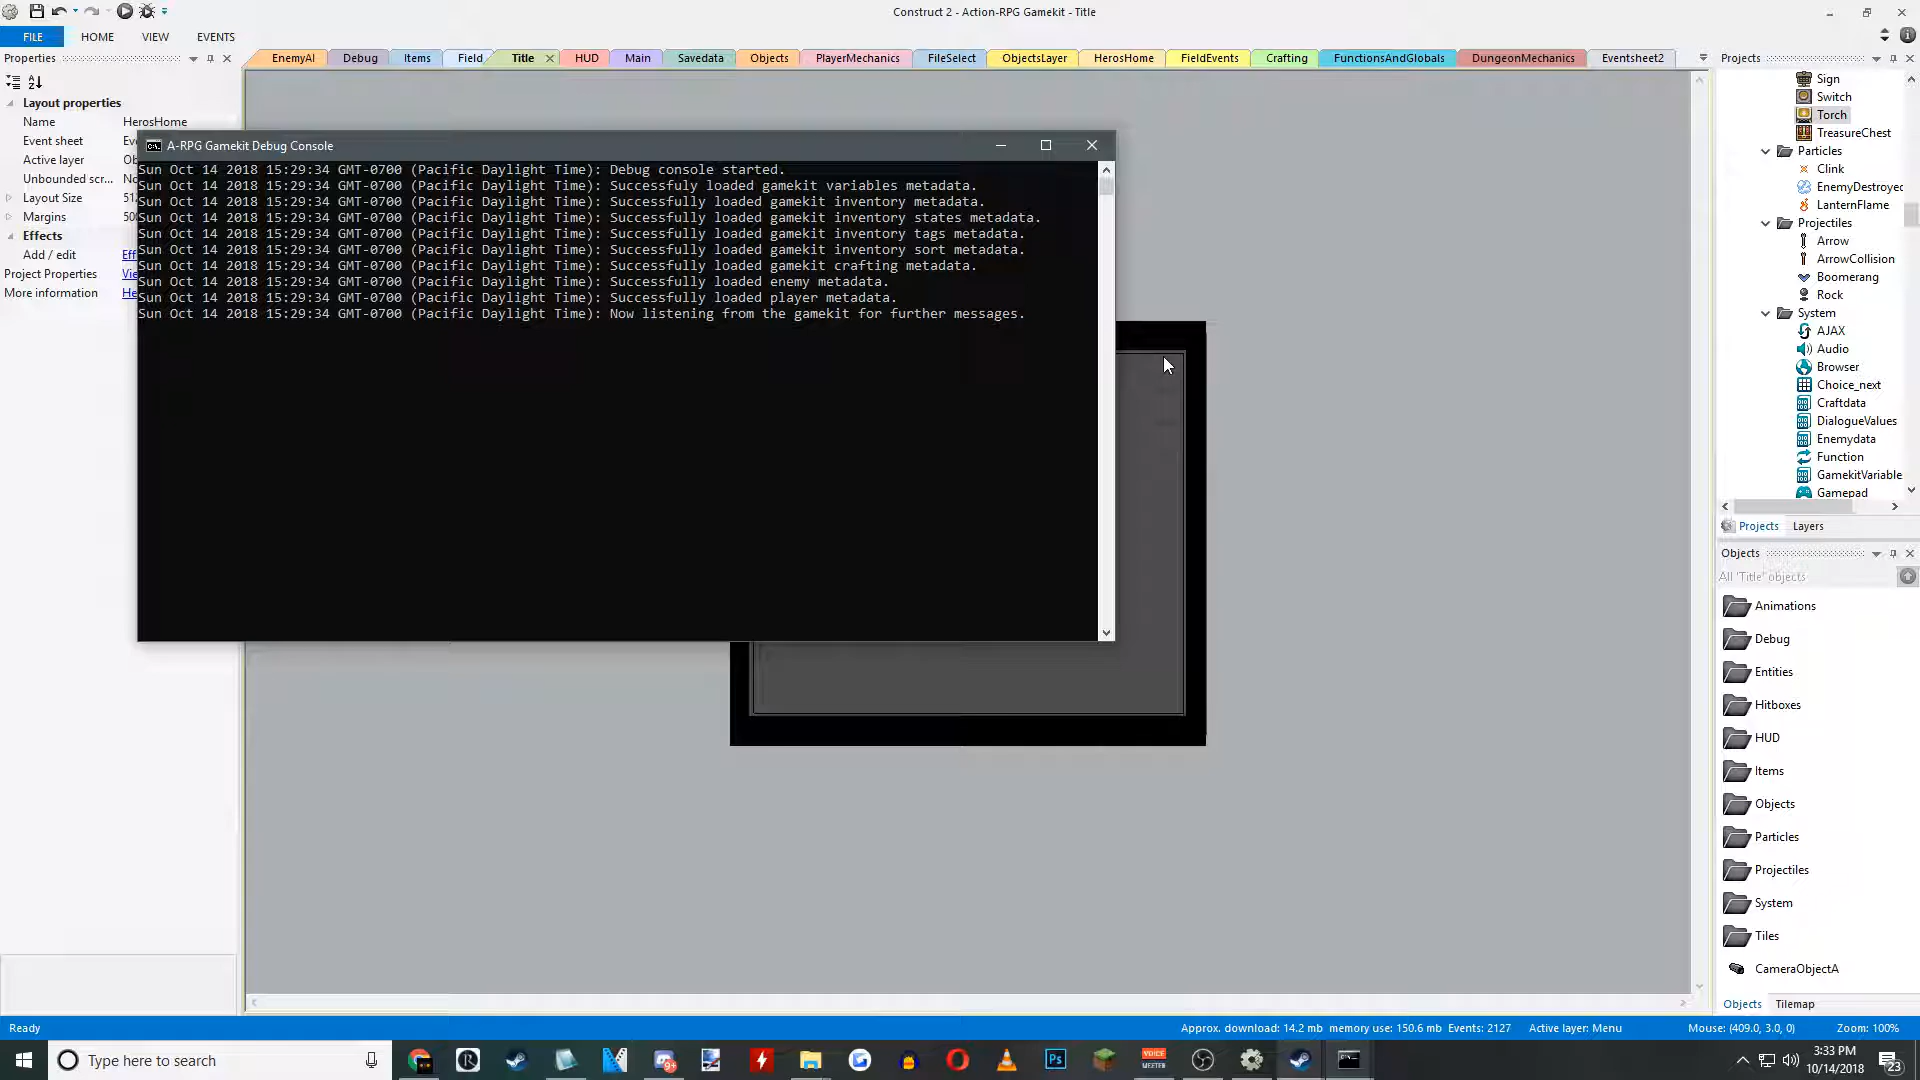 Construct 2 - Action-RPG Gamekit - Title
FILE
HOME
VIEW
EVENTS
Properties
EnemyAI
Debug
Items
Field
Title
HUD
Main
Savedata
Objects
PlayerMechanics
FileSelect
ObjectsLayer
HerosHome
FieldEvents
Crafting
FunctionsAndGlobals
DungeonMechanics
Eventsheet2
Projects
Layout properties
Name HerosHome
Event sheet
Active layer
Unbounded scr...
Layout Size
Margins
Effects
Add / edit
Project Properties
More information
A-RPG Gamekit Debug Console
Sun Oct 14 2018 15:29:34 GMT-0700 (Pacific Daylight Time): Debug console started.
Sun Oct 14 2018 15:29:34 GMT-0700 (Pacific Daylight Time): Successfuly loaded gamekit variables metadata.
Sun Oct 14 2018 15:29:34 GMT-0700 (Pacific Daylight Time): Successfully loaded gamekit inventory metadata.
Sun Oct 14 2018 15:29:34 GMT-0700 (Pacific Daylight Time): Successfully loaded gamekit inventory states metadata.
Sun Oct 14 2018 15:29:34 GMT-0700 (Pacific Daylight Time): Successfully loaded gamekit inventory tags metadata.
Sun Oct 14 2018 15:29:34 GMT-0700 (Pacific Daylight Time): Successfully loaded gamekit inventory sort metadata.
Sun Oct 14 2018 15:29:34 GMT-0700 (Pacific Daylight Time): Successfully loaded gamekit crafting metadata.
Sun Oct 14 2018 15:29:34 GMT-0700 (Pacific Daylight Time): Successfully loaded enemy metadata.
Sun Oct 14 2018 15:29:34 GMT-0700 (Pacific Daylight Time): Successfully loaded player metadata.
Sun Oct 14 2018 15:29:34 GMT-0700 (Pacific Daylight Time): Now listening from the gamekit for further messages.
Sign
Switch
Torch
TreasureChest
Particles
Clink
EnemyDestroyed
LanternFlame
Projectiles
Arrow
ArrowCollision
Boomerang
Rock
System
AJAX
Audio
Browser
Choice_next
Craftdata
DialogueValues
Enemydata
Function
GamekitVariable
Gamepad
Projects
Layers
Objects
All 'Title' objects
Animations
Debug
Entities
Hitboxes
HUD
Items
Objects
Particles
Projectiles
System
Tiles
CameraObjectA
Objects
Tilemap
Ready
Approx. download: 14.2 mb memory use: 150.6 mb Events: 2127 Active layer: Menu Mouse: (409.0, 3.0, 0) Zoom: 100%
Type here to search
3:33 PM
10/14/2018
23